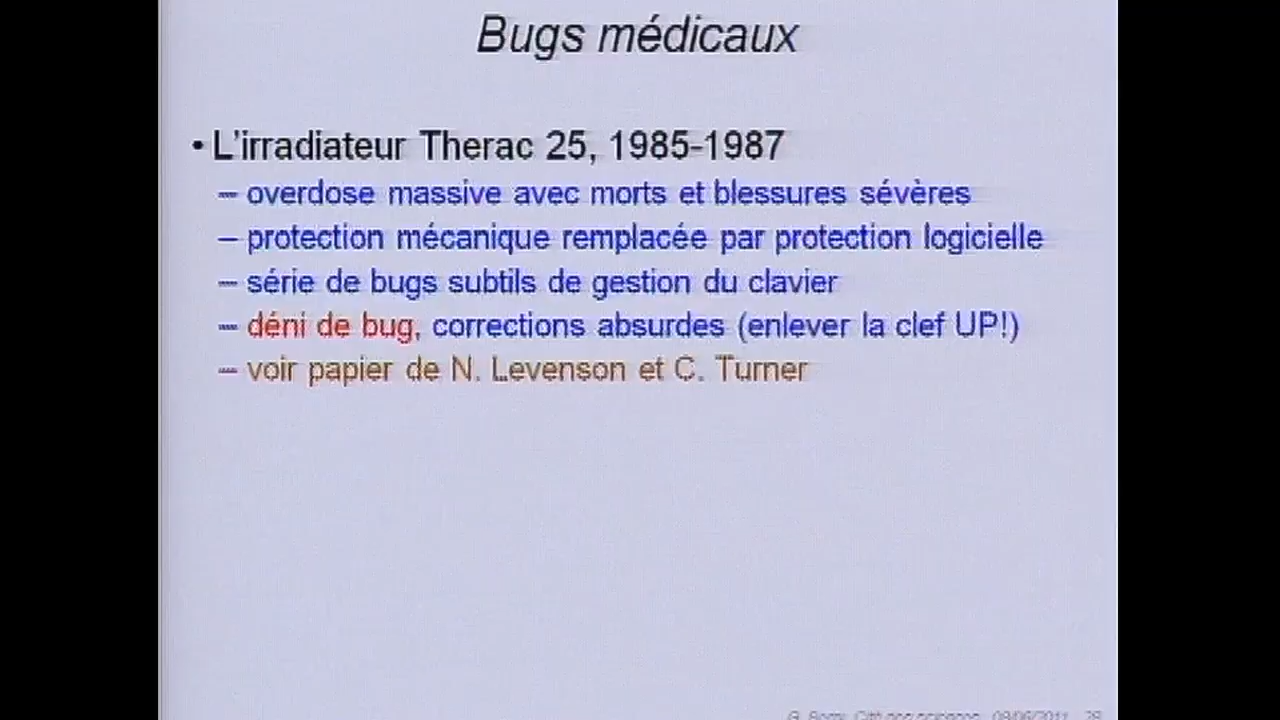 Bugs médicaux
• L'irradiateur Therac 25, 1985-1987
– overdose massive avec morts et blessures sévères
– protection mécanique remplacée par protection logicielle
– série de bugs subtils de gestion du clavier
– déni de bug, corrections absurdes (enlever la clef UP!)
– voir papier de N. Levenson et C. Turner